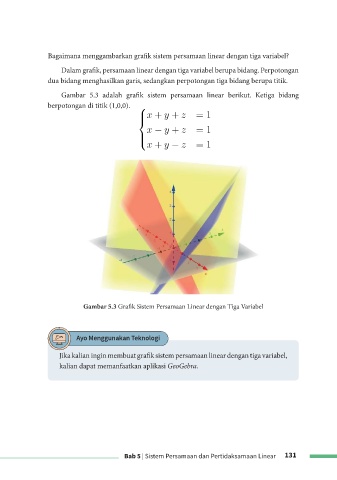 Bagaimana menggambarkan grafik sistem persamaan linear dengan tiga variabel?
Dalam grafik, persamaan linear dengan tiga variabel berupa bidang. Perpotongan
dua bidang menghasilkan garis, sedangkan perpotongan tiga bidang berupa titik.
Gambar 5.3 adalah grafik sistem persamaan linear berikut. Ketiga bidang
berpotongan di titik (1,0,0).
x + y + z = 1
x − y + z = 1
x + y − z = 1
Gambar 5.3 Grafik Sistem Persamaan Linear dengan Tiga Variabel
Ayo Menggunakan Teknologi
Jika kalian ingin membuat grafik sistem persamaan linear dengan tiga variabel,
kalian dapat memanfaatkan aplikasi GeoGebra.
Bab 5 | Sistem Persamaan dan Pertidaksamaan Linear 131